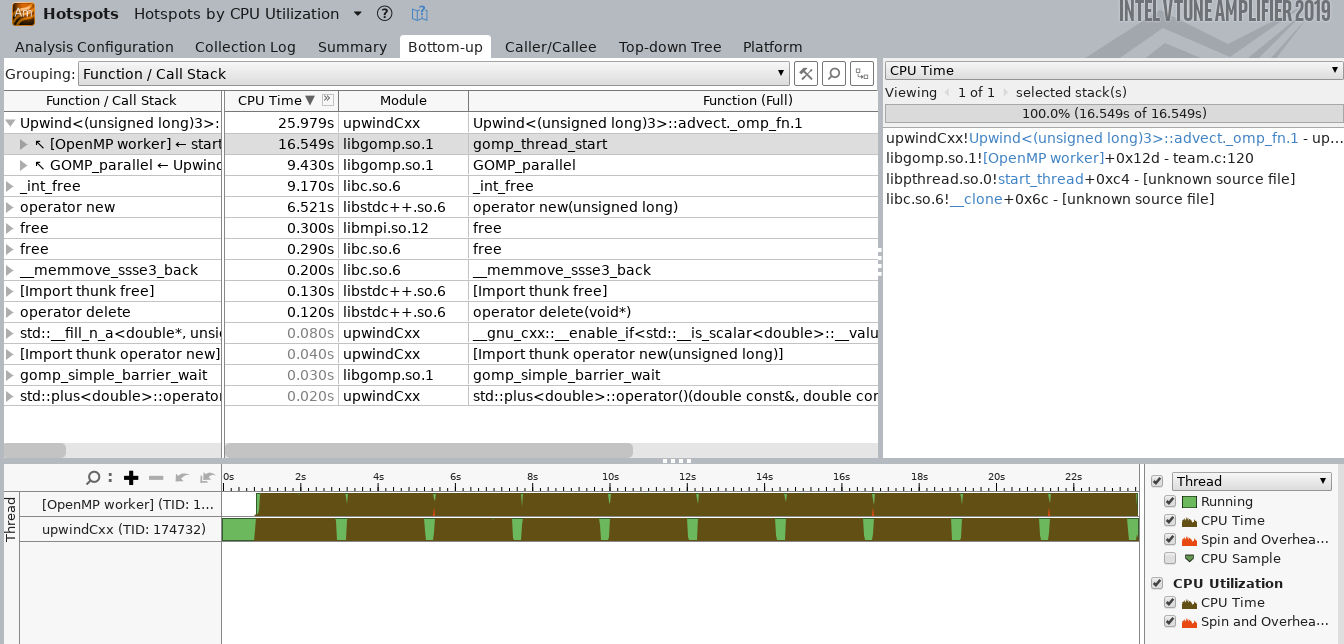 Hotspots Hotspots by CPU Utilization INTEL VTUNE AMPLIFIER 2019
Analysis Configuration Collection Log Summary Bottom-up Caller/Callee Top-down Tree Platform
Grouping: Function / Call Stack
Function / Call Stack CPU Time Module Function (Full)
Upwind<(unsigned long)3>: 25.979s upwindCxx Upwind<(unsigned long)3>::advect._omp_fn.1
↖ [OpenMP worker] ← start 16.549s libgomp.so.1 gomp_thread_start
↖ GOMP_parallel ← Upwind 9.430s libgomp.so.1 GOMP_parallel
_int_free 9.170s libc.so.6 _int_free
operator new 6.521s libstdc++.so.6 operator new(unsigned long)
free 0.300s libmpi.so.12 free
free 0.290s libc.so.6 free
__memmove_ssse3_back 0.200s libc.so.6 __memmove_ssse3_back
[Import thunk free] 0.130s libstdc++.so.6 [Import thunk free]
operator delete 0.120s libstdc++.so.6 operator delete(void*)
std::__fill_n_a<double*, unsi 0.080s upwindCxx __gnu_cxx::__enable_if<std::__is_scalar<double>::__valu
[Import thunk operator new] 0.040s upwindCxx [Import thunk operator new(unsigned long)]
gomp_simple_barrier_wait 0.030s libgomp.so.1 gomp_simple_barrier_wait
std::plus<double>::operator 0.020s upwindCxx std::plus<double>::operator()(double const&, double con
CPU Time
Viewing 1 of 1 selected stack(s)
100.0% (16.549s of 16.549s)
upwindCxx!Upwind<(unsigned long)3>::advect._omp_fn.1 - up...
libgomp.so.1![OpenMP worker]+0x12d - team.c:120
libpthread.so.0!start_thread+0xc4 - [unknown source file]
libc.so.6!__clone+0x6c - [unknown source file]
0s 2s 4s 6s 8s 10s 12s 14s 16s 18s 20s 22s
Thread
[OpenMP worker] (TID: 1...
upwindCxx (TID: 174732)
Thread
Running
CPU Time
Spin and Overhea...
CPU Sample
CPU Utilization
CPU Time
Spin and Overhea...